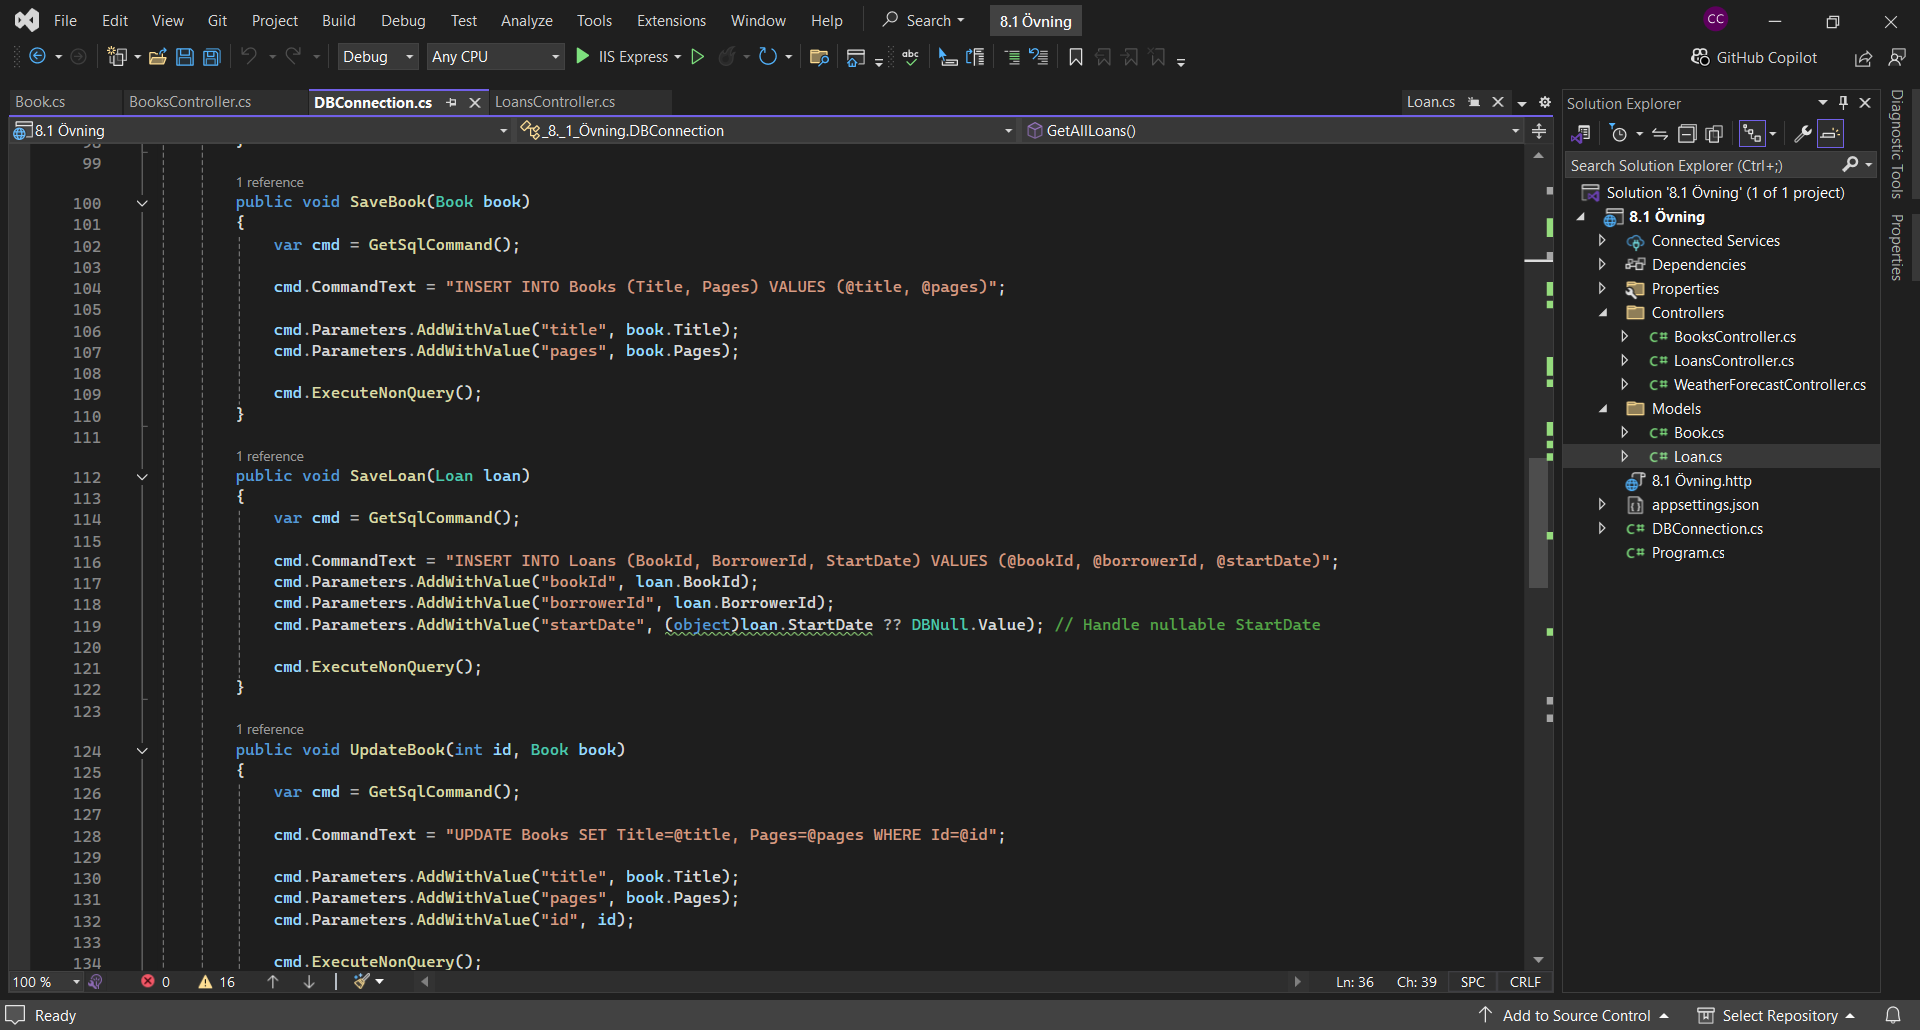 File Edit View Git Project Build Debug Test Analyze Tools Extensions Window Help Search 8.1 Övning CC
Debug Any CPU IIS Express abc GitHub Copilot
Book.cs BooksController.cs DBConnection.cs LoansController.cs Loan.cs
8.1 Övning _8._1_Övning.DBConnection GetAllLoans()
99
1 reference
100 public void SaveBook(Book book)
101 {
102 var cmd = GetSqlCommand();
103
104 cmd.CommandText = "INSERT INTO Books (Title, Pages) VALUES (@title, @pages)";
105
106 cmd.Parameters.AddWithValue("title", book.Title);
107 cmd.Parameters.AddWithValue("pages", book.Pages);
108
109 cmd.ExecuteNonQuery();
110 }
111
1 reference
112 public void SaveLoan(Loan loan)
113 {
114 var cmd = GetSqlCommand();
115
116 cmd.CommandText = "INSERT INTO Loans (BookId, BorrowerId, StartDate) VALUES (@bookId, @borrowerId, @startDate)";
117 cmd.Parameters.AddWithValue("bookId", loan.BookId);
118 cmd.Parameters.AddWithValue("borrowerId", loan.BorrowerId);
119 cmd.Parameters.AddWithValue("startDate", (object)loan.StartDate ?? DBNull.Value); // Handle nullable StartDate
120
121 cmd.ExecuteNonQuery();
122 }
123
1 reference
124 public void UpdateBook(int id, Book book)
125 {
126 var cmd = GetSqlCommand();
127
128 cmd.CommandText = "UPDATE Books SET Title=@title, Pages=@pages WHERE Id=@id";
129
130 cmd.Parameters.AddWithValue("title", book.Title);
131 cmd.Parameters.AddWithValue("pages", book.Pages);
132 cmd.Parameters.AddWithValue("id", id);
133
134 cmd.ExecuteNonQuery();
100 % 0 16 Ln: 36 Ch: 39 SPC CRLF
Solution Explorer
Search Solution Explorer (Ctrl+;)
Solution '8.1 Övning' (1 of 1 project)
8.1 Övning
Connected Services
Dependencies
Properties
Controllers
C# BooksController.cs
C# LoansController.cs
C# WeatherForecastController.cs
Models
C# Book.cs
C# Loan.cs
8.1 Övning.http
appsettings.json
C# DBConnection.cs
C# Program.cs
Diagnostic Tools
Properties
Ready Add to Source Control Select Repository